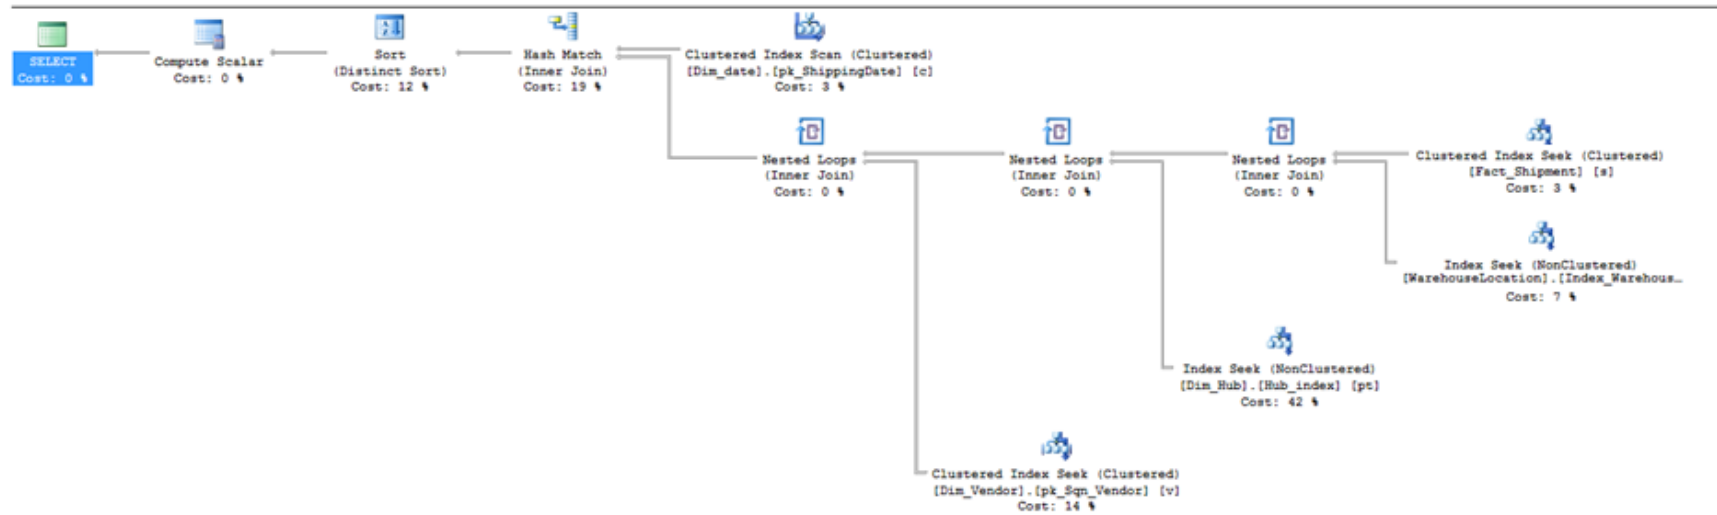 SELECT
Cost: 0 %
Compute Scalar
Cost: 0 %
Sort
(Distinct Sort)
Cost: 12 %
Hash Match
(Inner Join)
Cost: 19 %
Clustered Index Scan (Clustered)
[Dim_date].[pk_ShippingDate] [c]
Cost: 3 %
Nested Loops
(Inner Join)
Cost: 0 %
Nested Loops
(Inner Join)
Cost: 0 %
Nested Loops
(Inner Join)
Cost: 0 %
Clustered Index Seek (Clustered)
[Fact_Shipment] [s]
Cost: 3 %
Index Seek (NonClustered)
[WarehouseLocation].[Index_Warehous…
Cost: 7 %
Index Seek (NonClustered)
[Dim_Hub].[Hub_index] [pt]
Cost: 42 %
Clustered Index Seek (Clustered)
[Dim_Vendor].[pk_Sqn_Vendor] [v]
Cost: 14 %